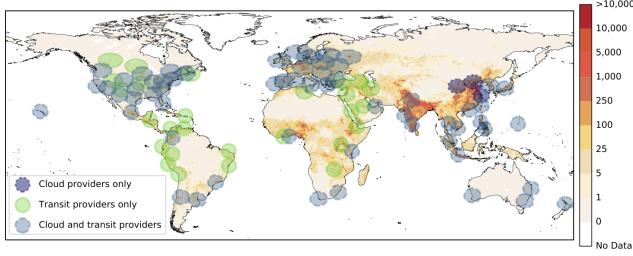 Cloud providers only
Transit providers only
Cloud and transit providers
>10,000
10,000
5,000
1,000
250
100
25
5
1
0
No Data